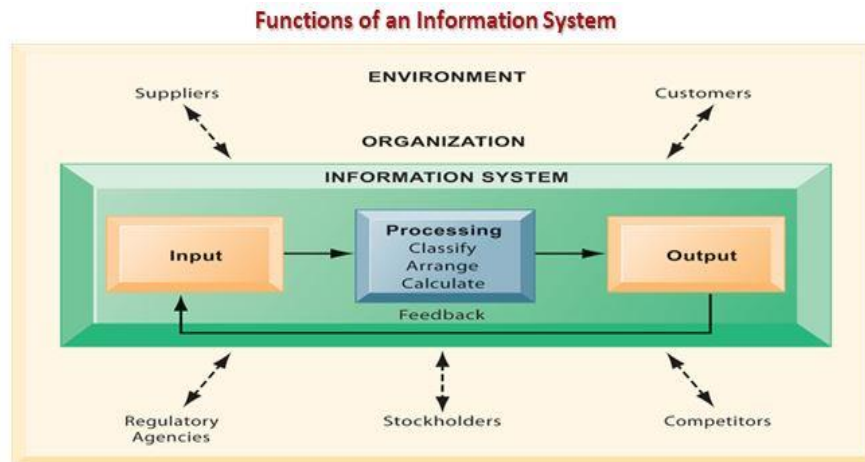 Functions of an Information System
ENVIRONMENT
Suppliers
Customers
ORGANIZATION
INFORMATION SYSTEM
Input
Processing
Classify
Arrange
Calculate
Output
Feedback
Regulatory
Agencies
Stockholders
Competitors